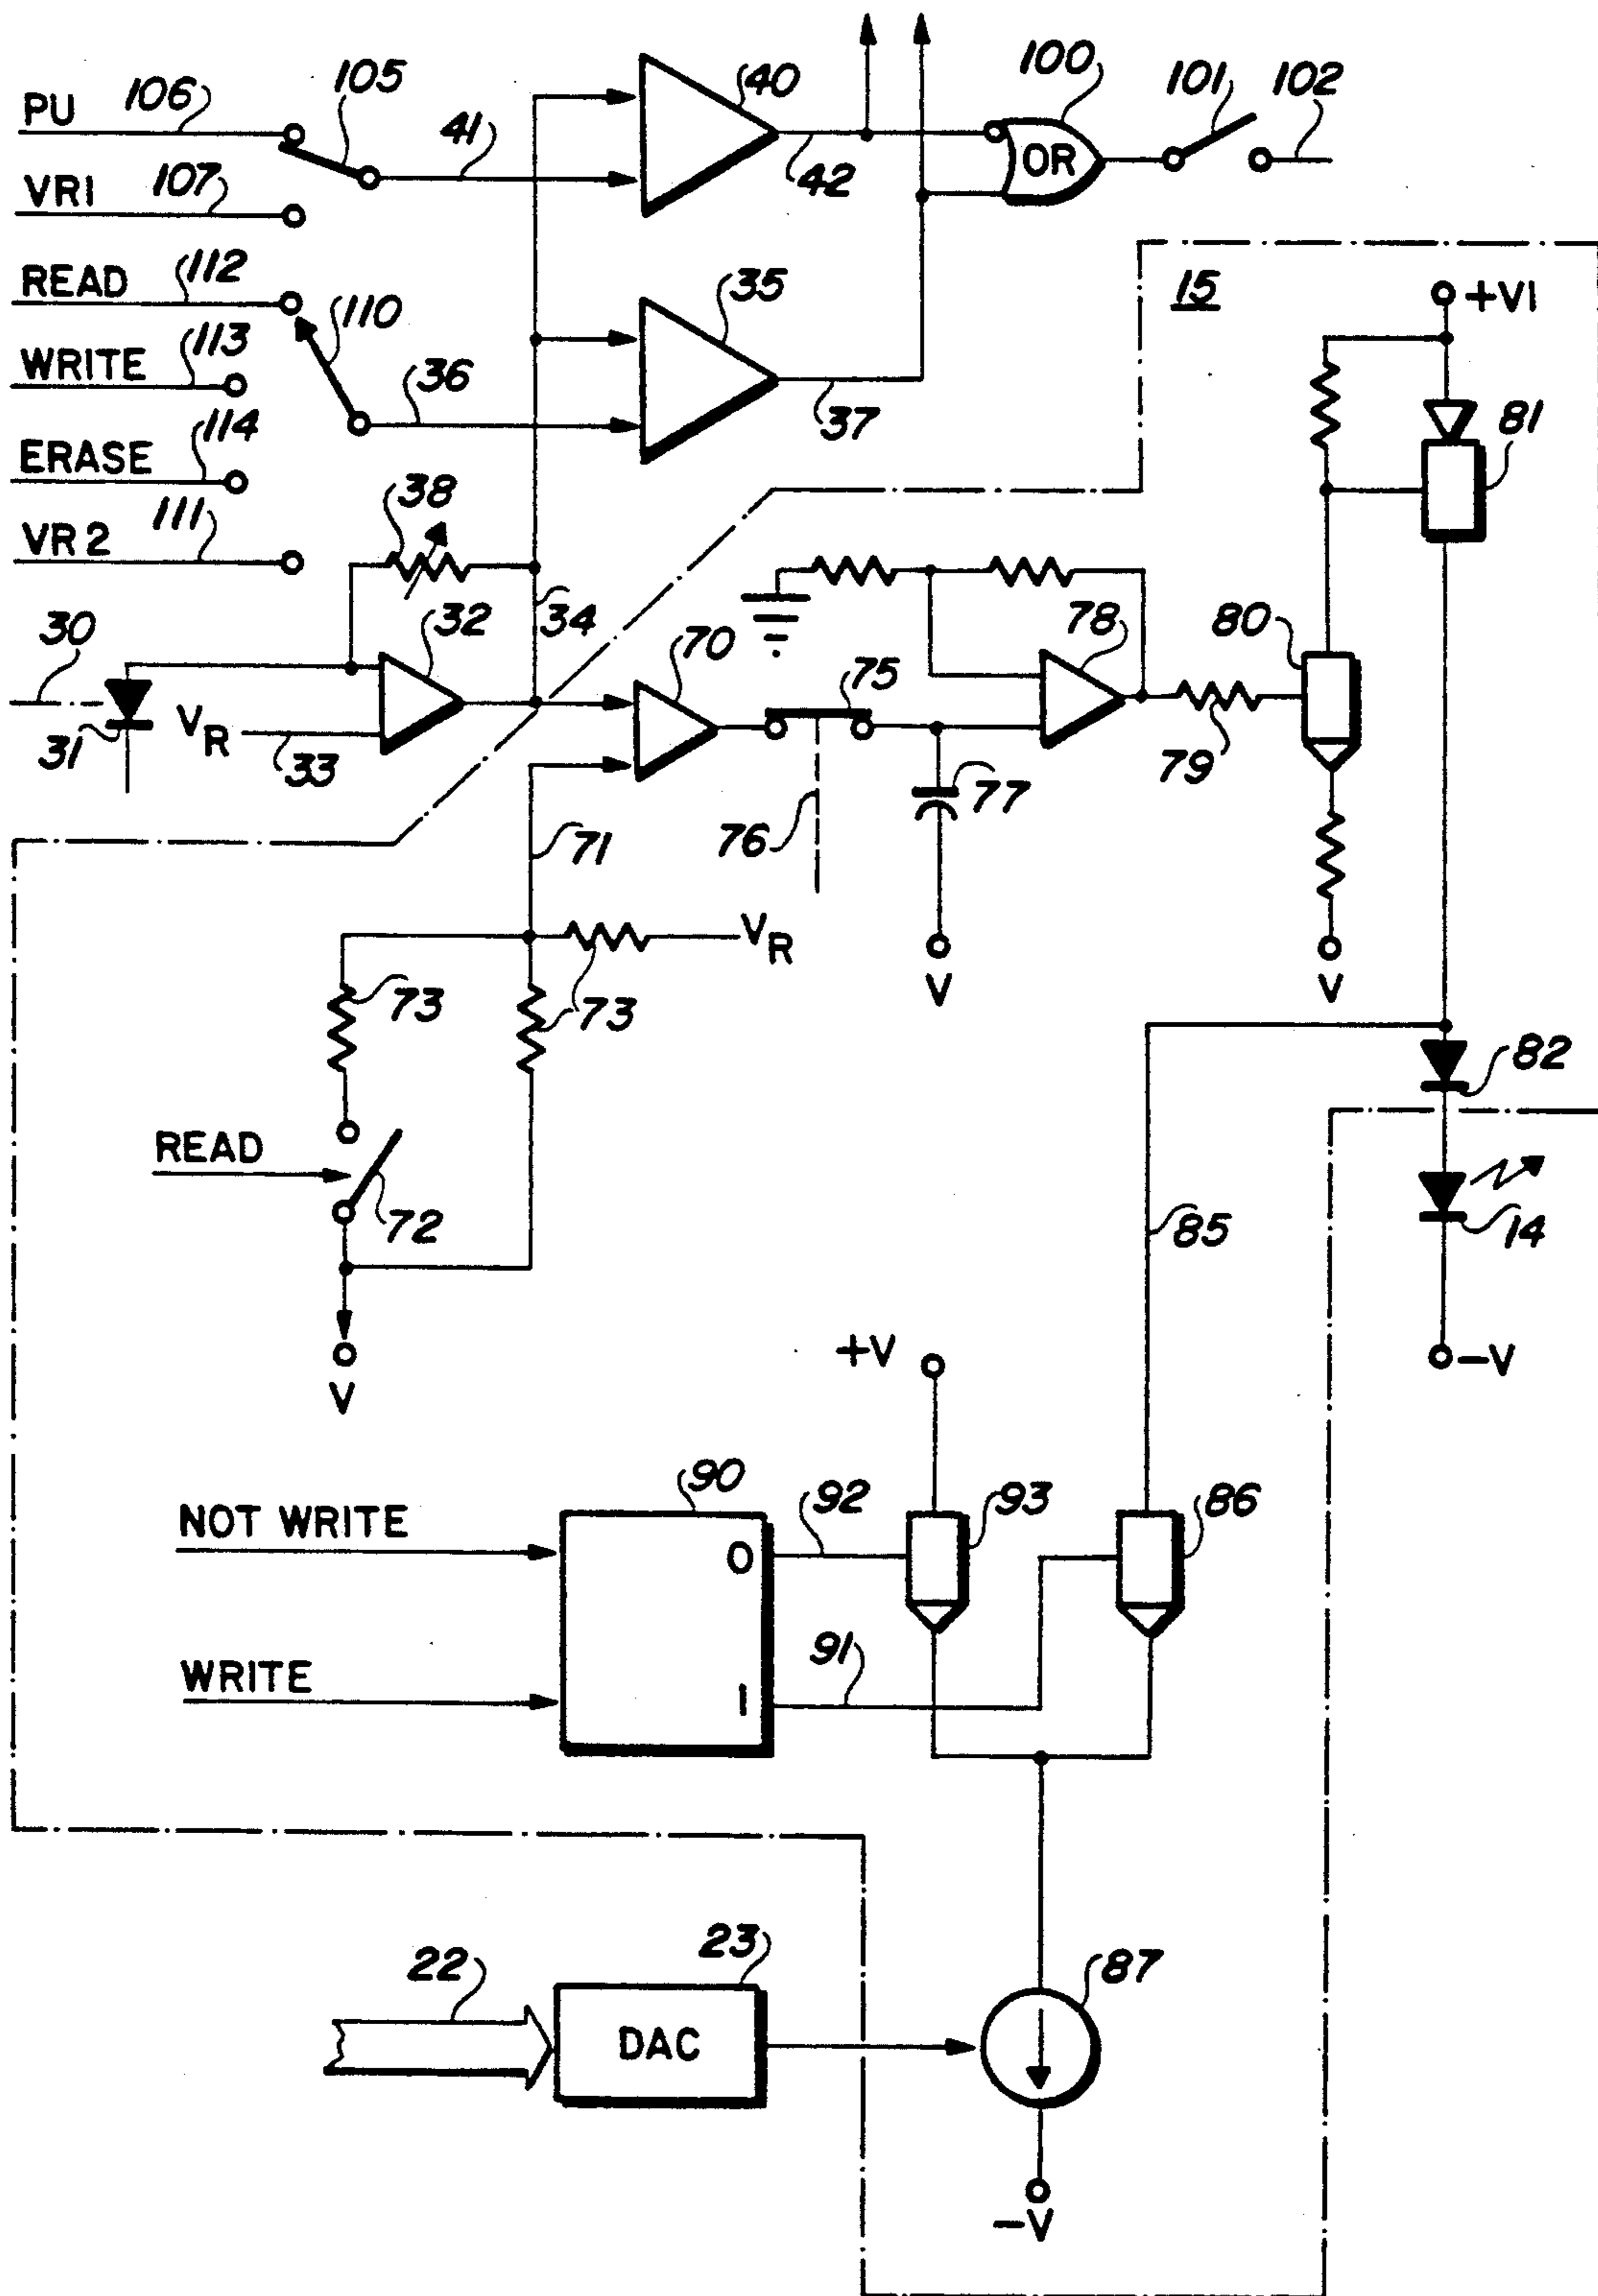 PU 106 105 41 40 42 100 OR 101 102
VR1 107
READ 112 110 35 15 +V1
WRITE 113 36 37 81
ERASE 114 38
VR2 111 34
30 32 70 75 78 80
31 VR 33 76 77 79
71 VR V V
73 73 82
READ 72 85 14
V +V -V
90 92 93 86
NOT WRITE 0
WRITE 1 91
22 23 DAC 87
-V